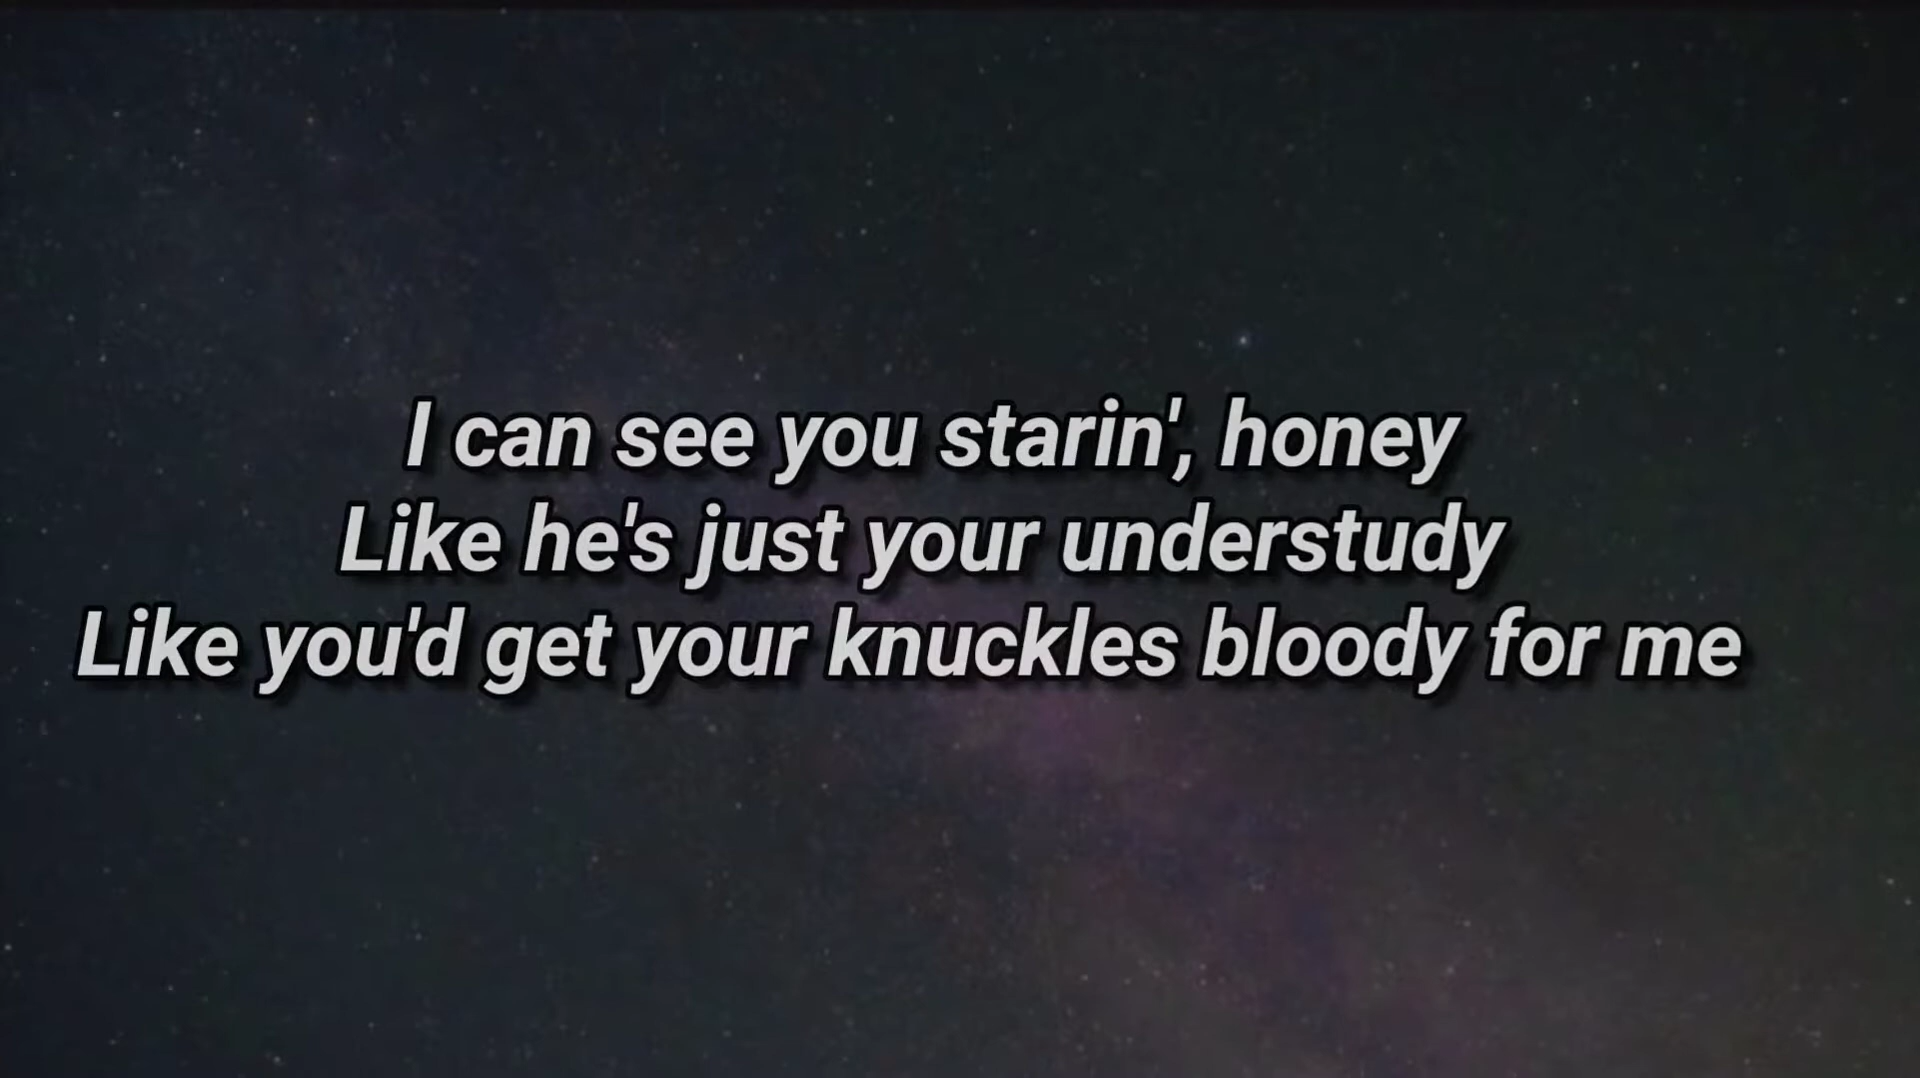 I can see you starin', honey
Like he's just your understudy
Like you'd get your knuckles bloody for me